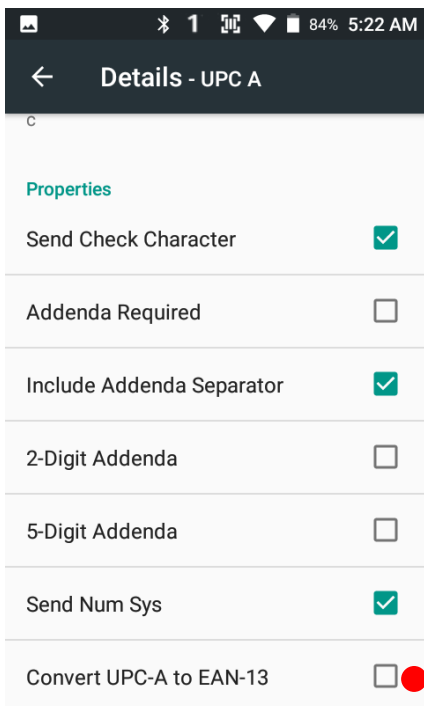 1 84% 5:22 AM
Details - UPC A
c
Properties
Send Check Character
Addenda Required
Include Addenda Separator
2-Digit Addenda
5-Digit Addenda
Send Num Sys
Convert UPC-A to EAN-13